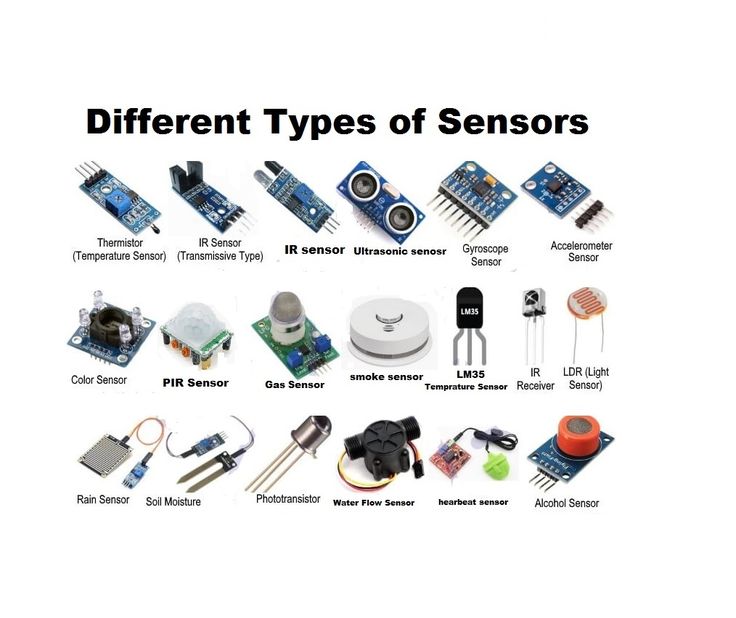 Different Types of Sensors
Thermistor
(Temperature Sensor)
IR Sensor
(Transmissive Type)
IR sensor
Ultrasonic senosr
Gyroscope
Sensor
Accelerometer
Sensor
Color Sensor
PIR Sensor
Gas Sensor
smoke sensor
LM35
LM35
Temprature Sensor
IR
Receiver
LDR (Light
Sensor)
Rain Sensor
Soil Moisture
Phototransistor
Water Flow Sensor
hearbeat sensor
Flying-Fish
Alcohol Sensor